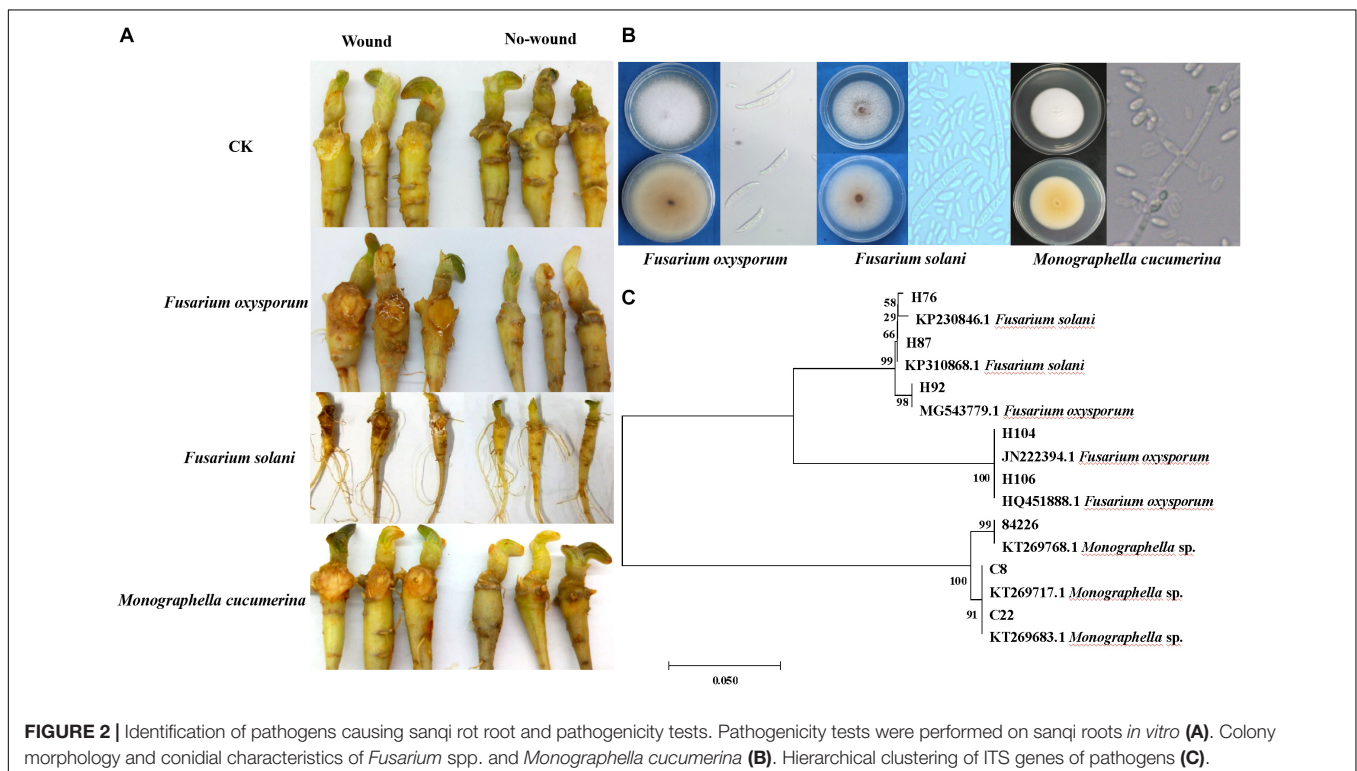 A
Wound
No-wound
CK
Fusarium oxysporum
Fusarium solani
Monographella cucumerina
B
Fusarium oxysporum
Fusarium solani
Monographella cucumerina
C
H76
58
KP230846.1 Fusarium solani
29
66
H87
KP310868.1 Fusarium solani
99
H92
98
MG543779.1 Fusarium oxysporum
H104
JN222394.1 Fusarium oxysporum
H106
100
HQ451888.1 Fusarium oxysporum
84226
99
KT269768.1 Monographella sp.
C8
100
KT269717.1 Monographella sp.
C22
91
KT269683.1 Monographella sp.
0.050
FIGURE 2 | Identification of pathogens causing sanqi rot root and pathogenicity tests. Pathogenicity tests were performed on sanqi roots in vitro (A). Colony
morphology and conidial characteristics of Fusarium spp. and Monographella cucumerina (B). Hierarchical clustering of ITS genes of pathogens (C).